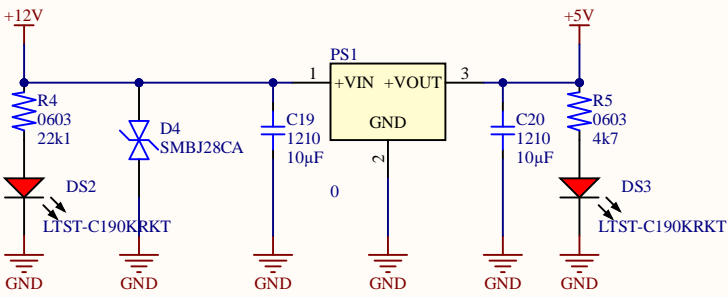 +12V
+5V
PS1
1
+VIN
+VOUT
3
GND
2
R4
0603
22k1
D4
SMBJ28CA
C19
1210
10µF
C20
1210
10µF
R5
0603
4k7
0
DS2
LTST-C190KRKT
DS3
LTST-C190KRKT
GND
GND
GND
GND
GND
GND